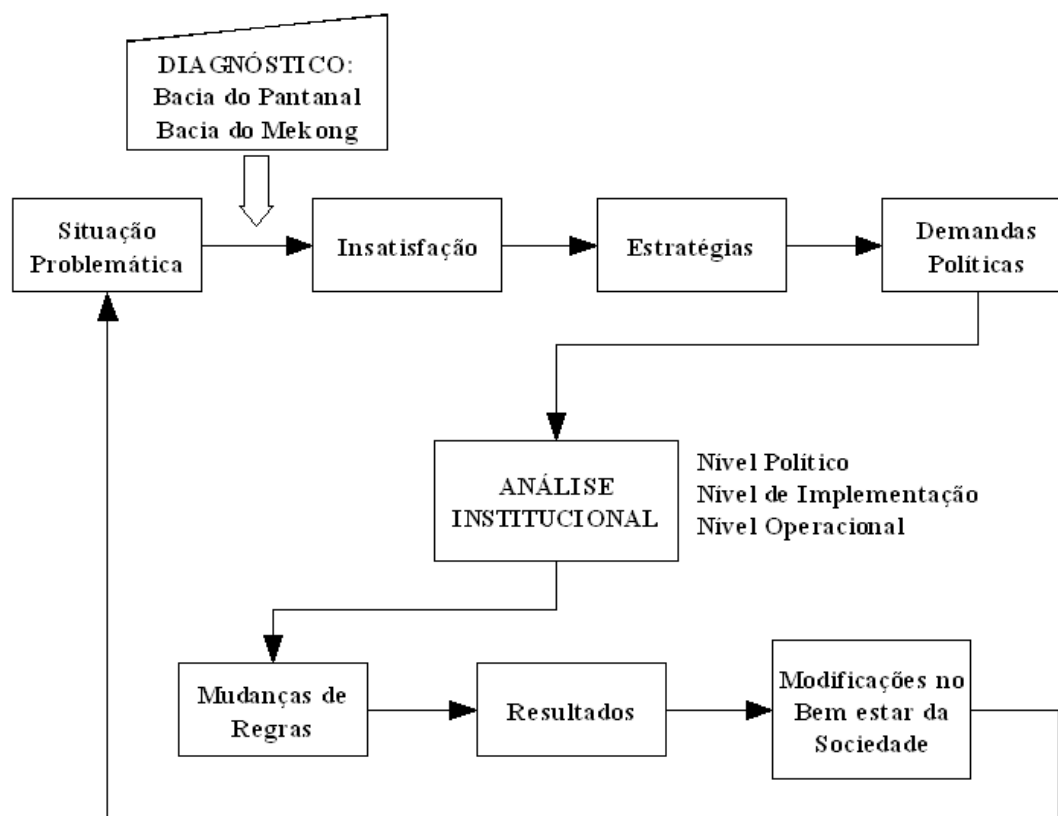 DIAGNÓSTICO:
Bacia do Pantanal
Bacia do Mekong
Situação
Problemática
Insatisfação
Estratégias
Demandas
Políticas
ANÁLISE
INSTITUCIONAL
Nível Político
Nível de Implementação
Nível Operacional
Mudanças de
Regras
Resultados
Modificações no
Bem estar da
Sociedade